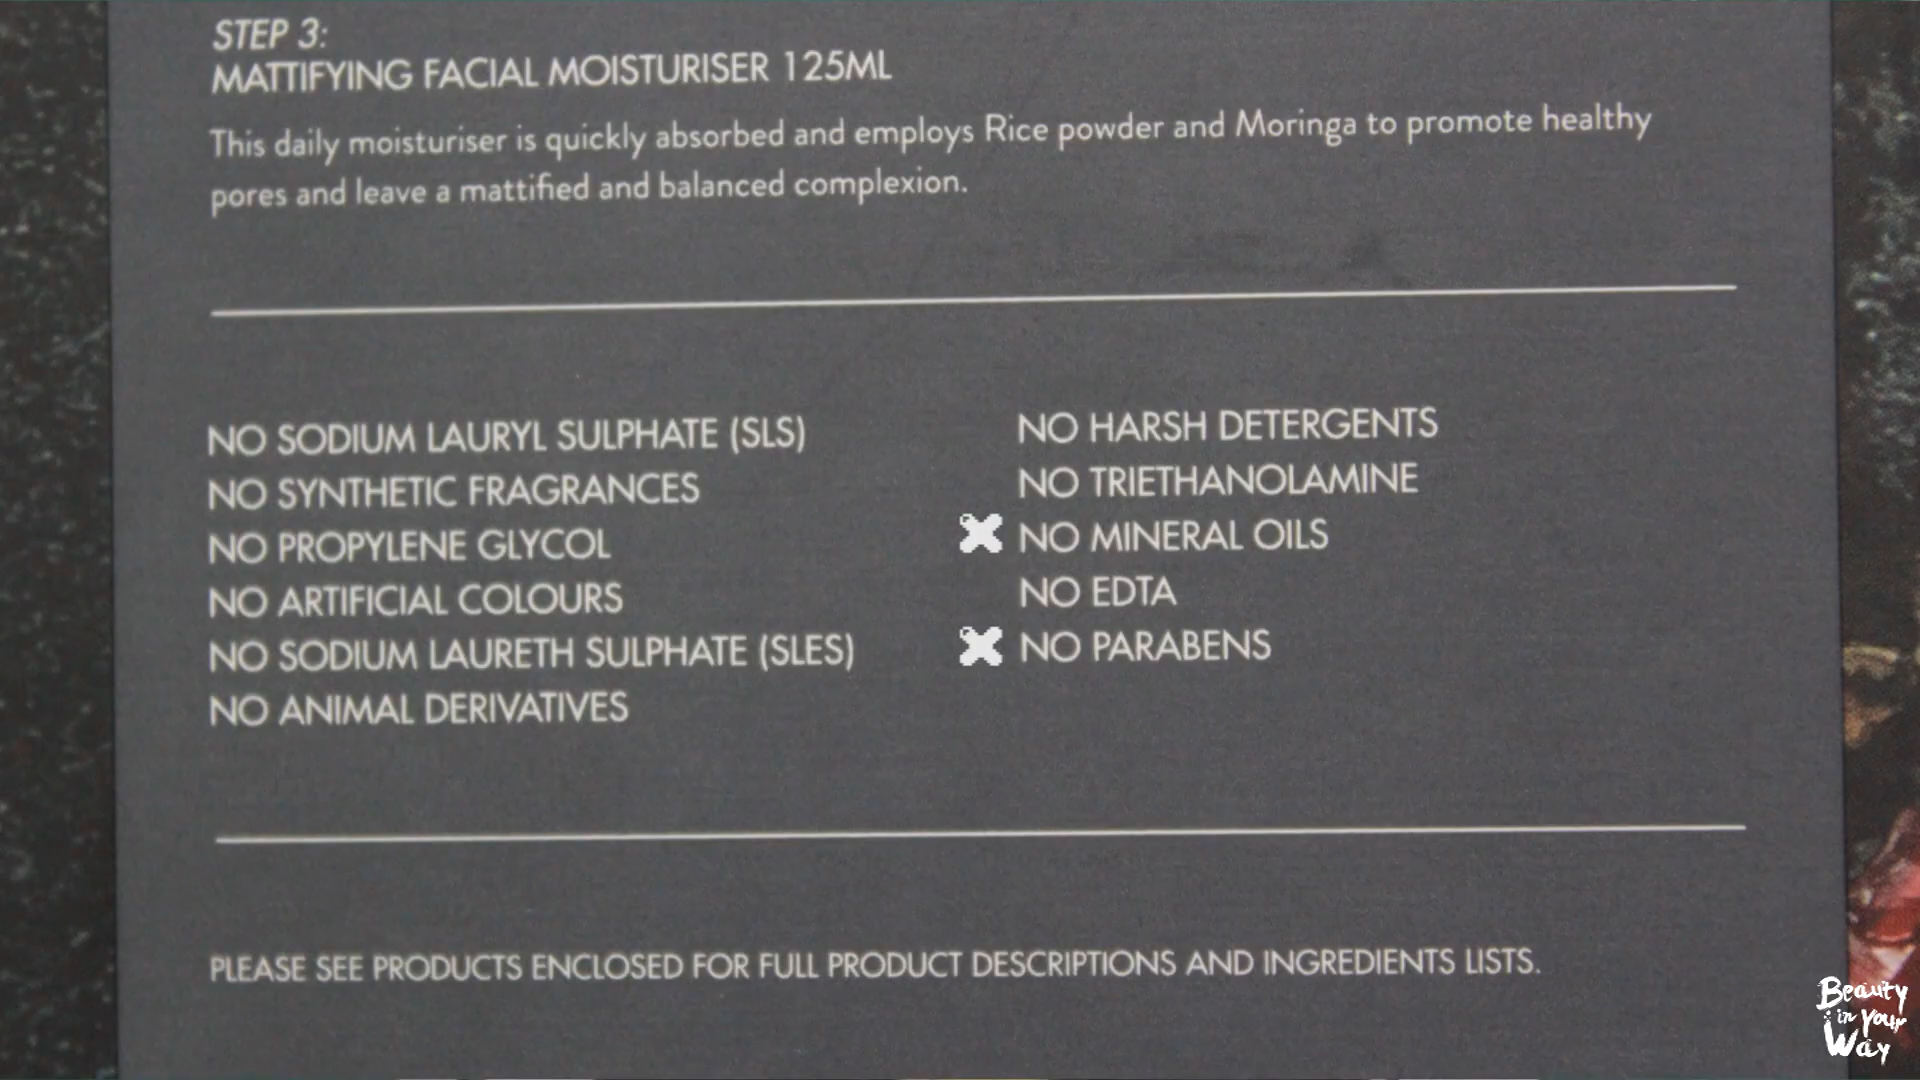 STEP 3:
MATTIFYING FACIAL MOISTURISER 125ML
This daily moisturiser is quickly absorbed and employs Rice powder and Moringa to promote healthy
pores and leave a mattified and balanced complexion.
NO SODIUM LAURYL SULPHATE (SLS)
NO SYNTHETIC FRAGRANCES
NO PROPYLENE GLYCOL
NO ARTIFICIAL COLOURS
NO SODIUM LAURETH SULPHATE (SLES)
NO ANIMAL DERIVATIVES
NO HARSH DETERGENTS
NO TRIETHANOLAMINE
NO MINERAL OILS
NO EDTA
NO PARABENS
PLEASE SEE PRODUCTS ENCLOSED FOR FULL PRODUCT DESCRIPTIONS AND INGREDIENTS LISTS.
Beauty
in Your
Way